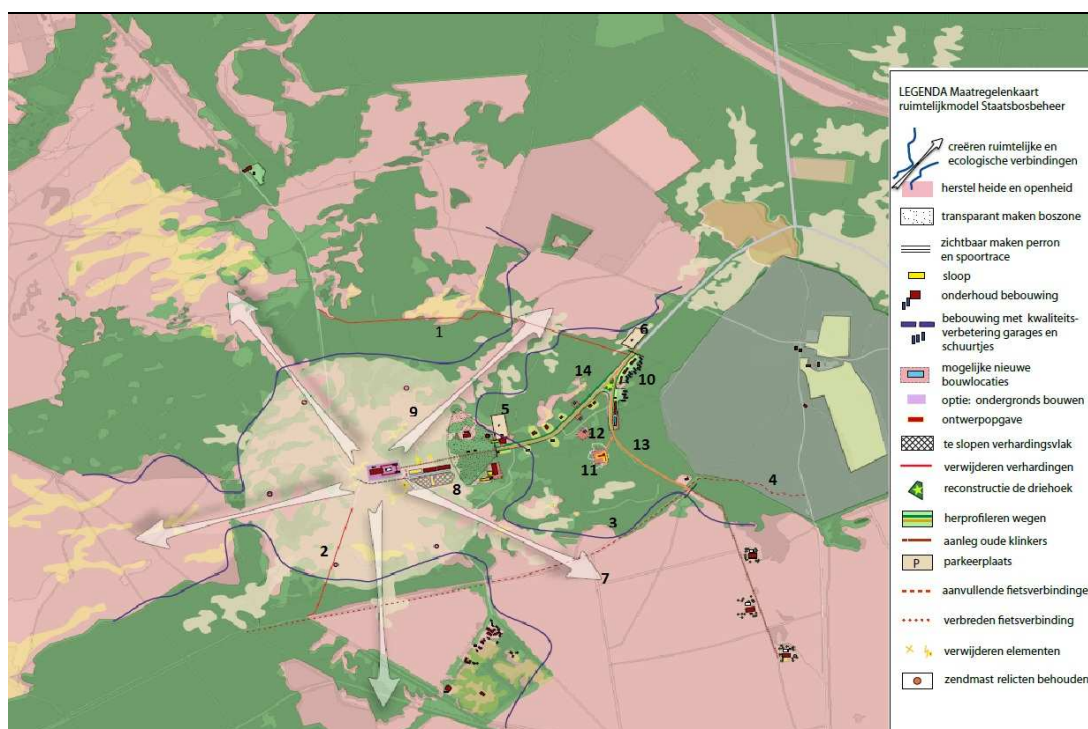 LEGENDA Maatregelenkaart
ruimtelijkmodel Staatsbosbeheer
creëren ruimtelijke en
ecologische verbindingen
herstel heide en openheid
transparant maken boszone
zichtbaar maken perron
en spoortrace
sloop
onderhoud bebouwing
bebouwing met kwaliteits-
verbetering garages en
schuurtjes
mogelijke nieuwe
bouwlocaties
optie: ondergronds bouwen
ontwerpopgave
te slopen verhardingsvlak
verwijderen verhardingen
reconstructie de driehoek
herprofileren wegen
aanleg oude klinkers
P parkeerplaats
aanvullende fietsverbindinge
verbreden fietsverbinding
verwijderen elementen
zendmast relicten behouden
1
6
14
10
9
5
12
13
11
8
4
3
2
7